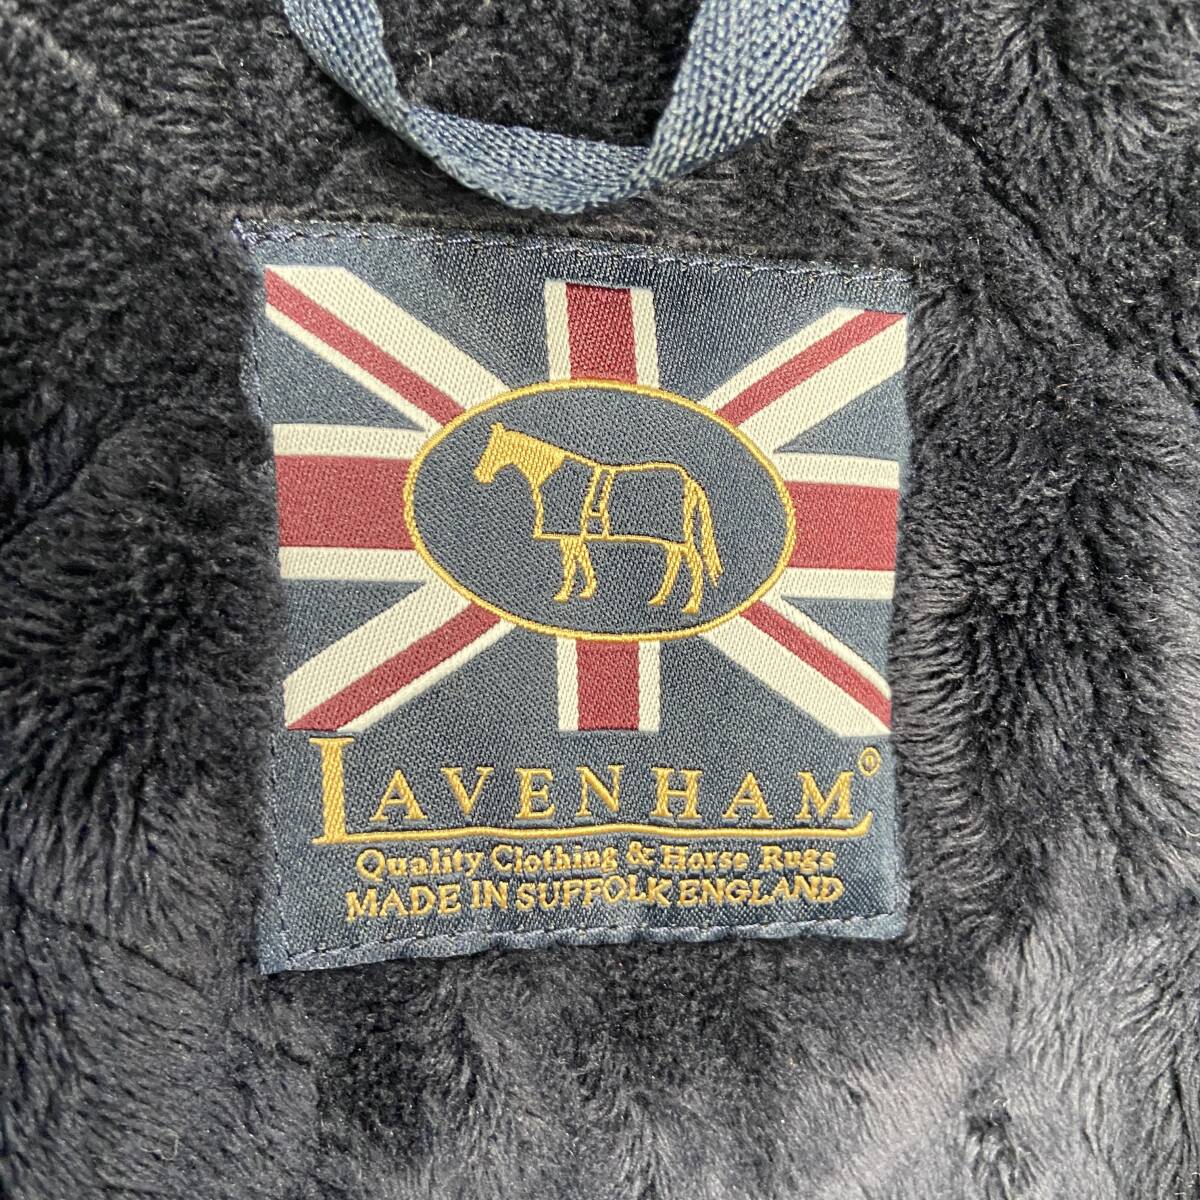 LAVENHAM®
Quality Clothing & Horse Rugs
MADE IN SUFFOLK ENGLAND